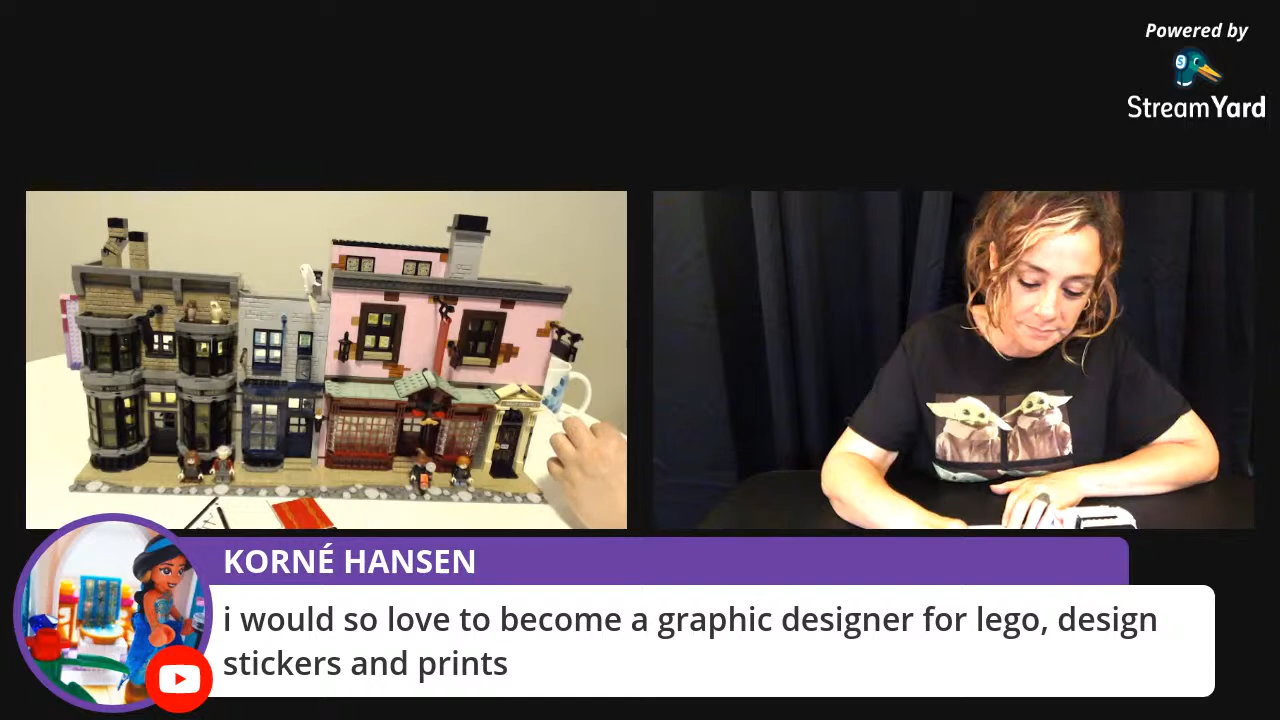 Powered by
StreamYard
KORNÉ HANSEN
i would so love to become a graphic designer for lego, design
stickers and prints